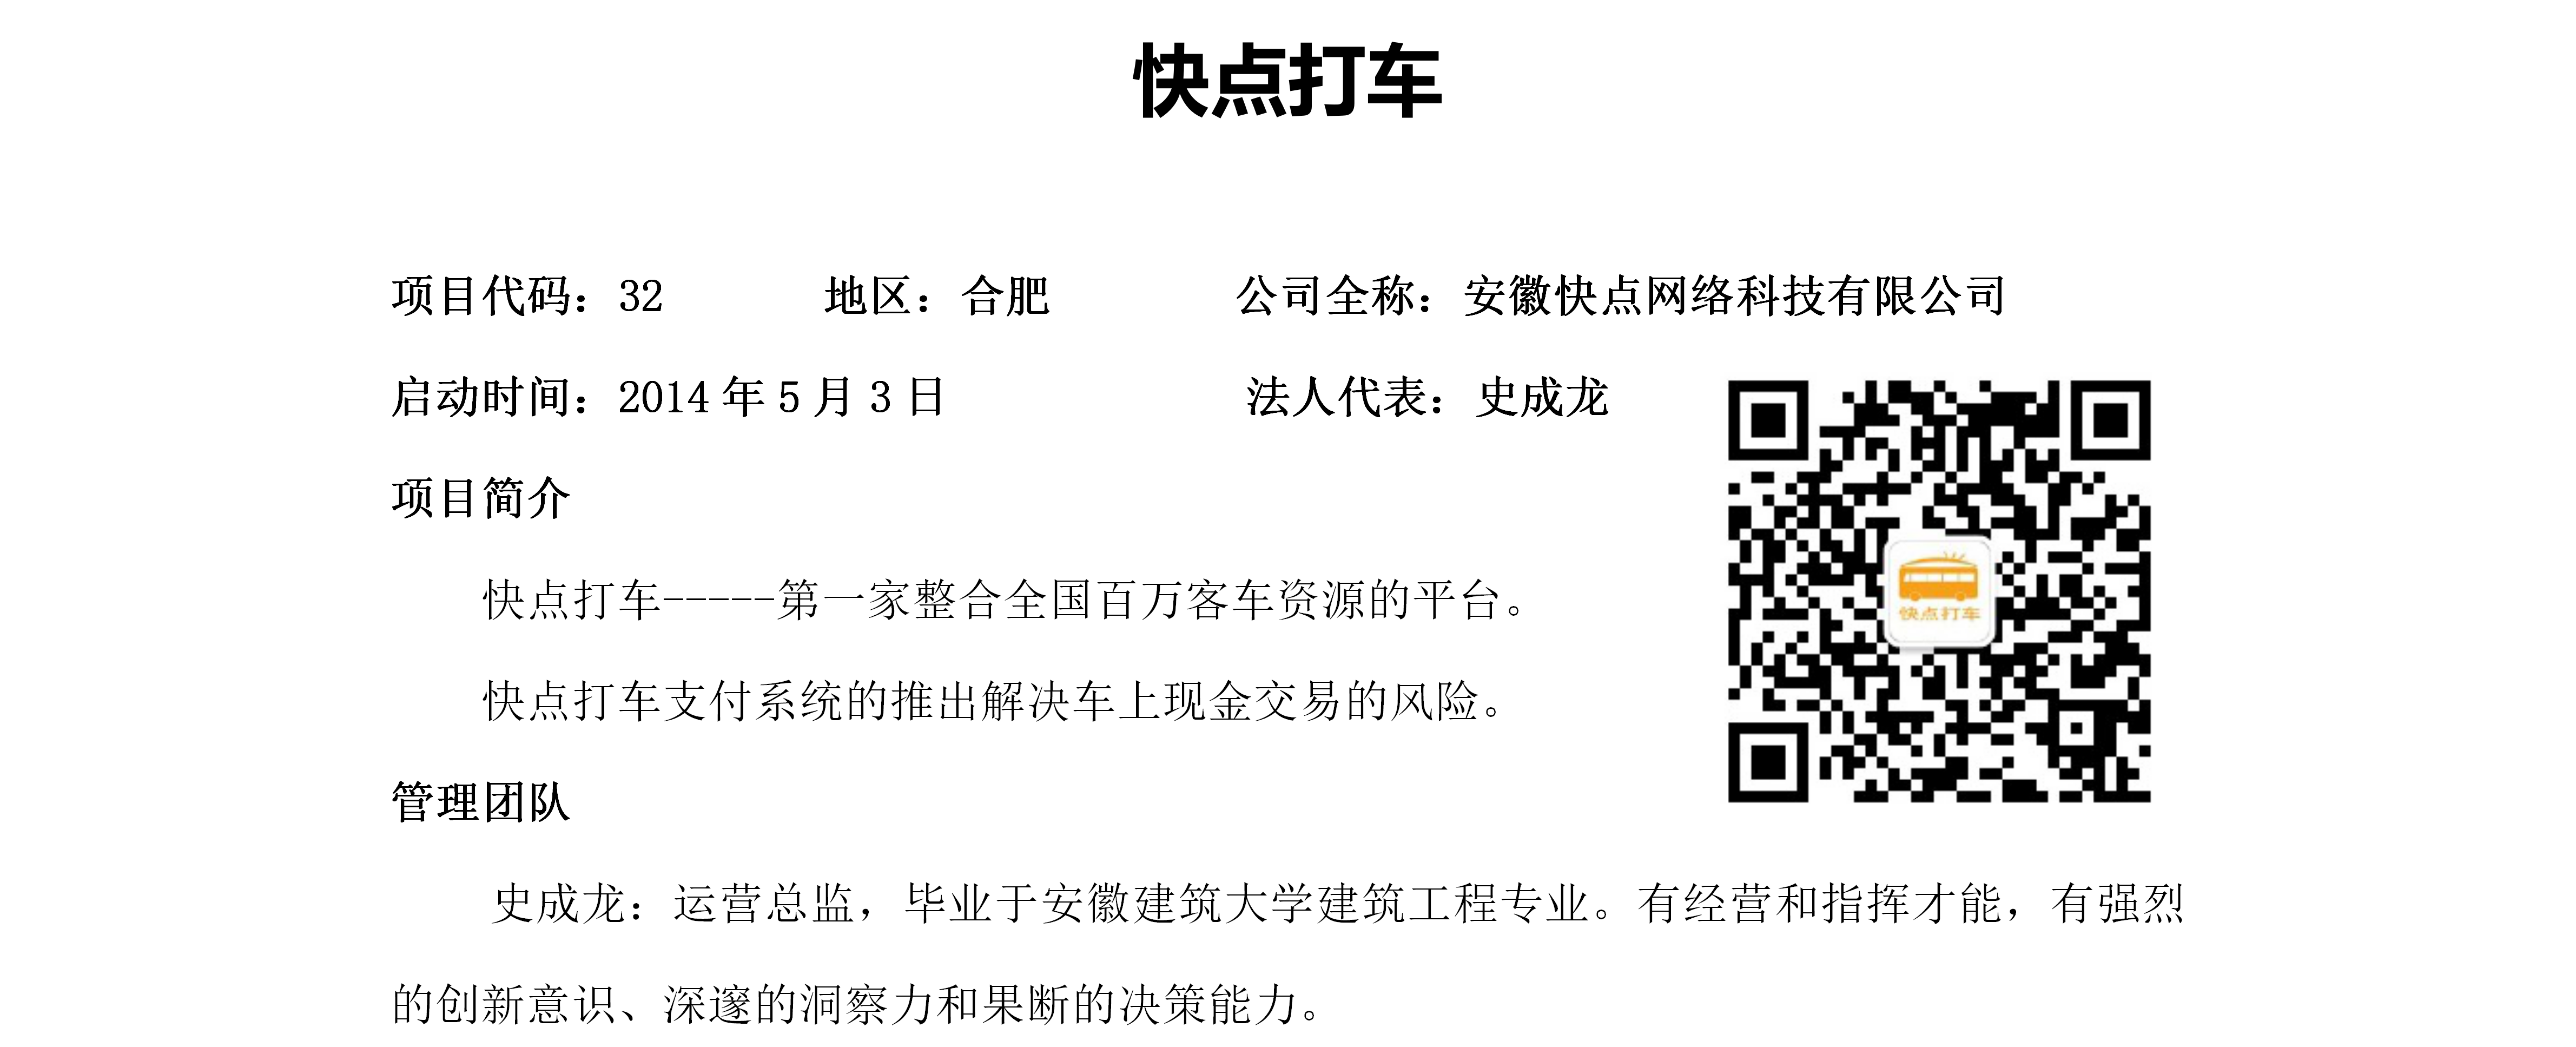 快点打车
项目代码：32 地区：合肥 公司全称：安徽快点网络科技有限公司
启动时间：2014 年 5 月 3 日 法人代表：史成龙
项目简介
快点打车-----第一家整合全国百万客车资源的平台。
快点打车
快点打车支付系统的推出解决车上现金交易的风险。
管理团队
史成龙：运营总监，毕业于安徽建筑大学建筑工程专业。有经营和指挥才能，有强烈
的创新意识、深邃的洞察力和果断的决策能力。